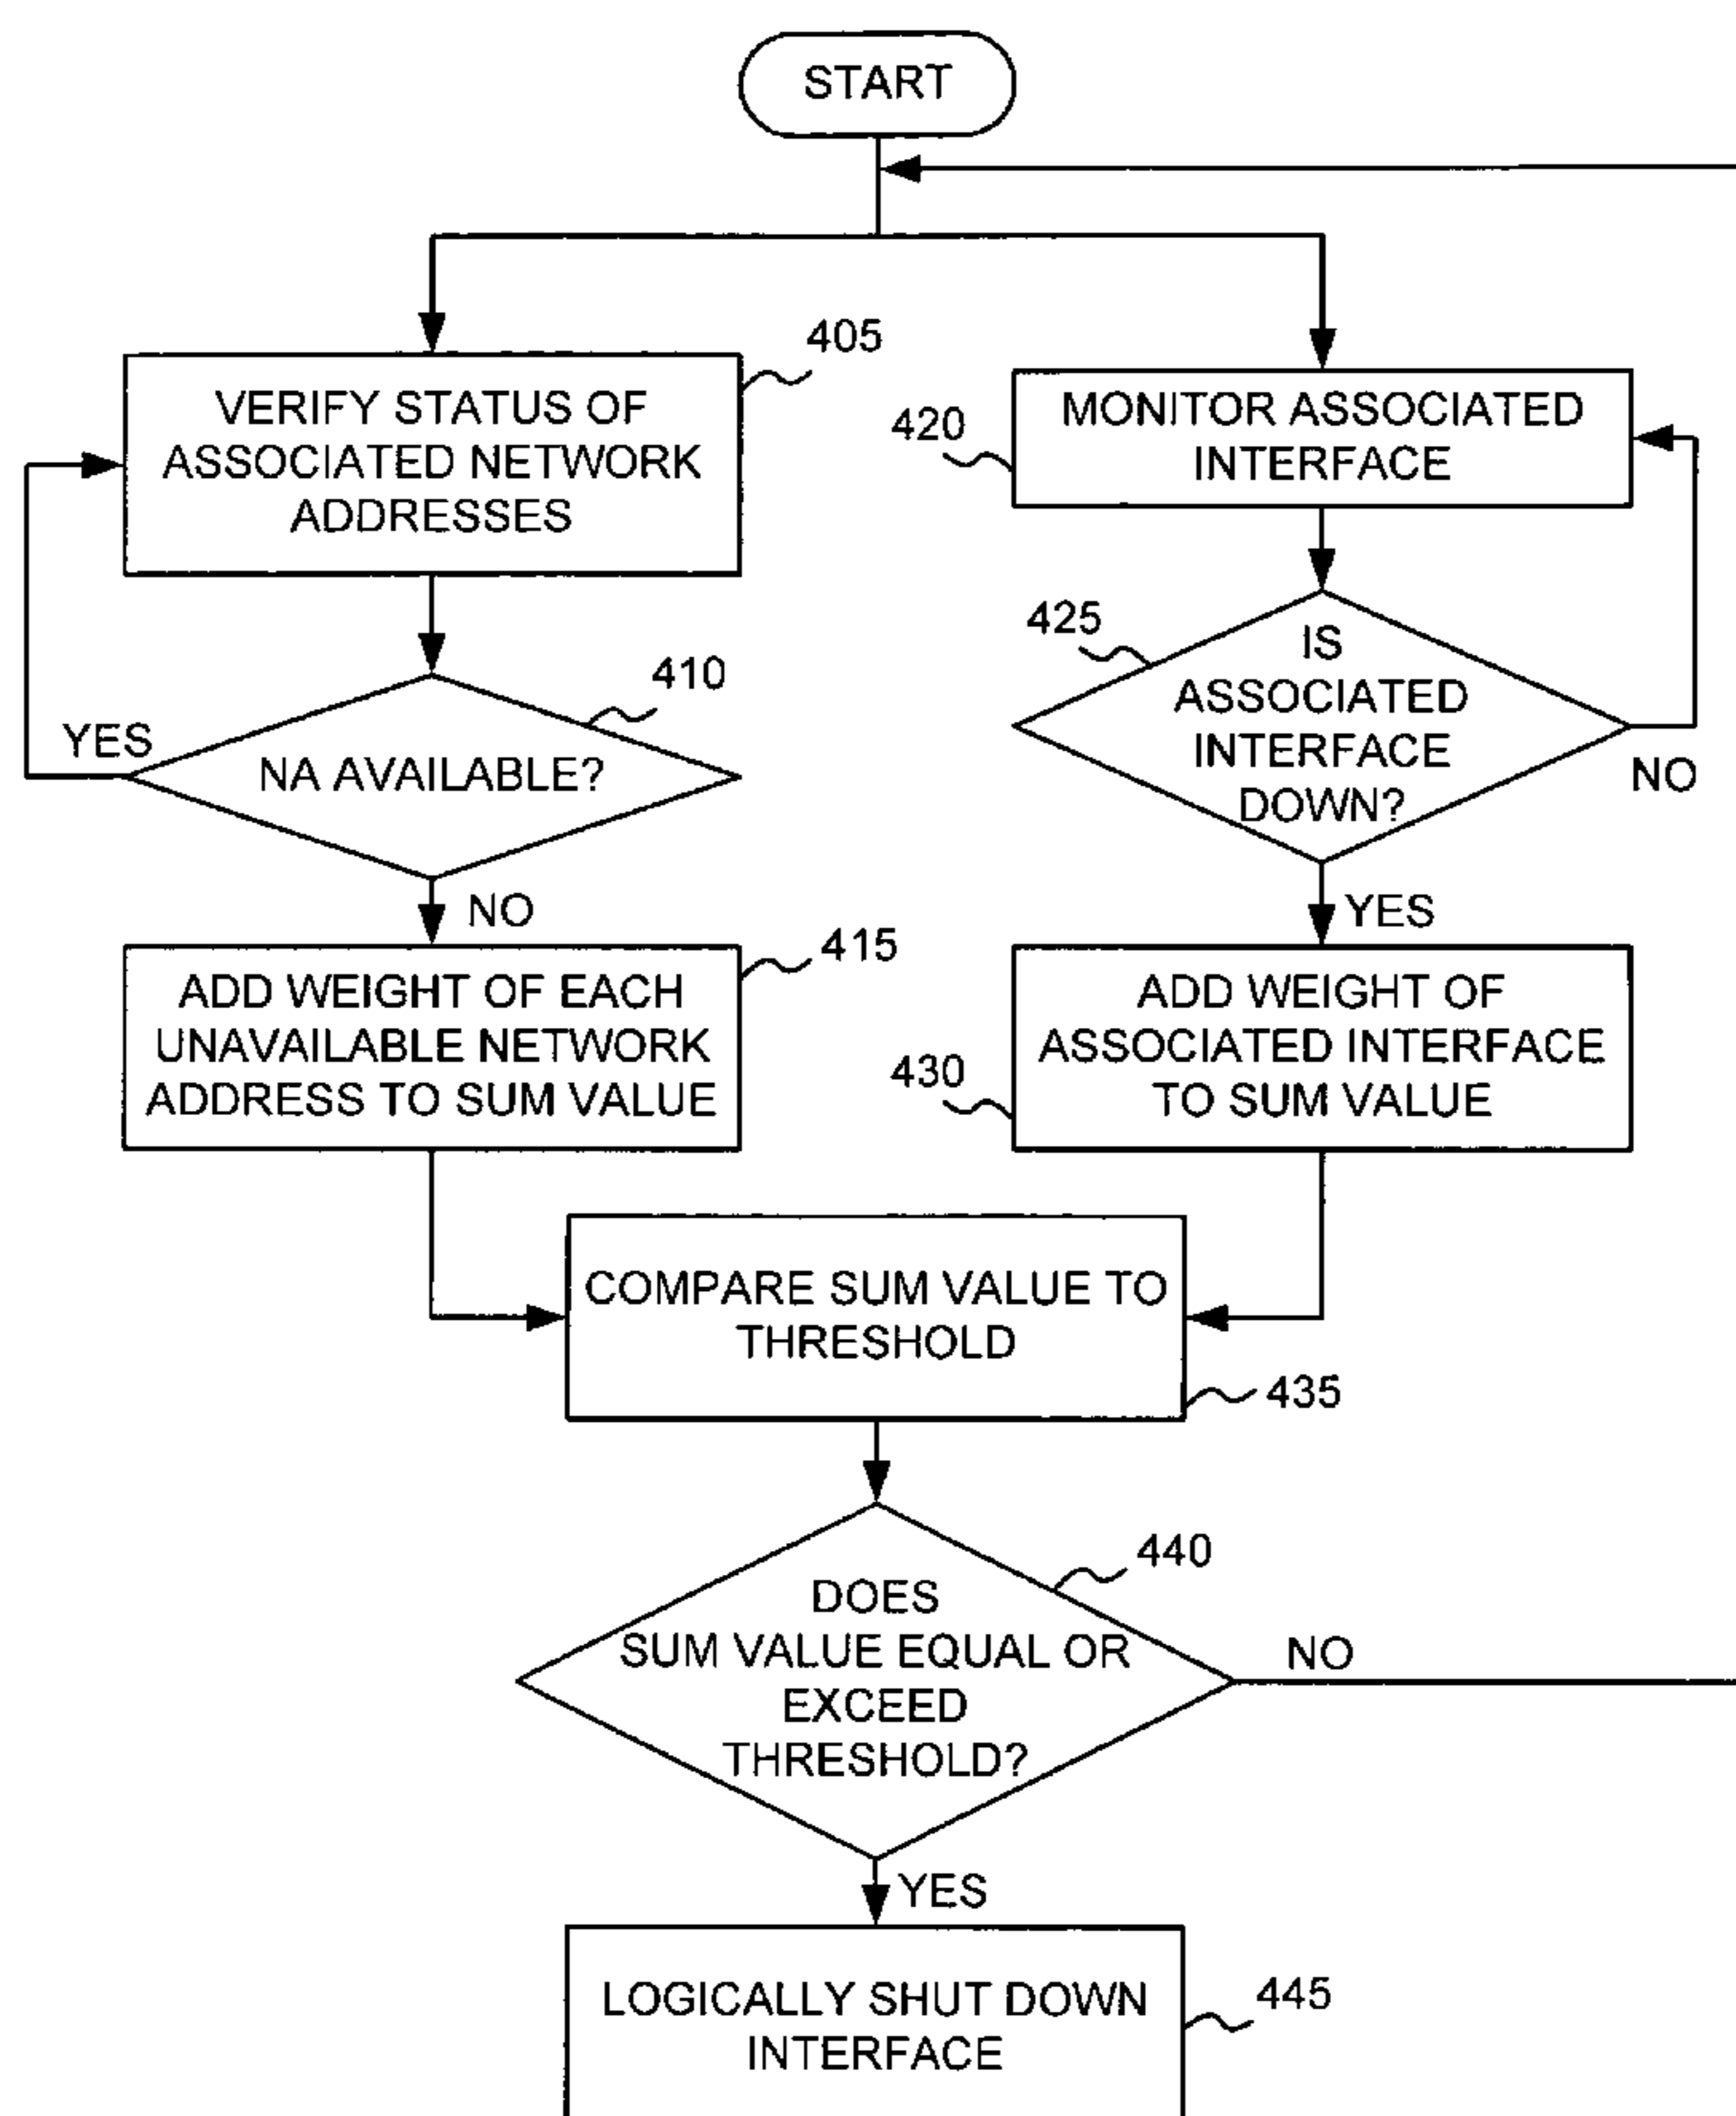 START
405
VERIFY STATUS OF
ASSOCIATED NETWORK
ADDRESSES
420
MONITOR ASSOCIATED
INTERFACE
410
YES
NA AVAILABLE?
NO
425
IS
ASSOCIATED
INTERFACE
DOWN?
NO
YES
415
ADD WEIGHT OF EACH
UNAVAILABLE NETWORK
ADDRESS TO SUM VALUE
430
ADD WEIGHT OF
ASSOCIATED INTERFACE
TO SUM VALUE
COMPARE SUM VALUE TO
THRESHOLD
435
440
DOES
SUM VALUE EQUAL OR
EXCEED
THRESHOLD?
NO
YES
LOGICALLY SHUT DOWN
INTERFACE
445